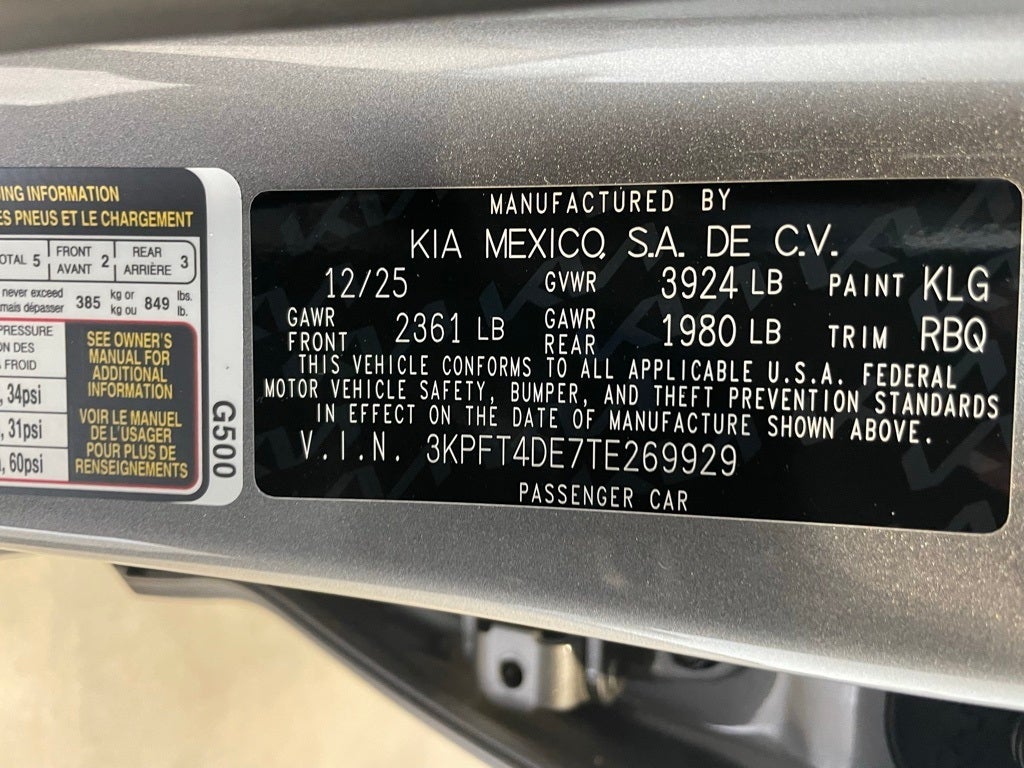 ING INFORMATION
ES PNEUS ET LE CHARGEMENT
OTAL 5 FRONT AVANT 2 REAR ARRIÈRE 3
never exceed
mais dépasser 385 kg or kg ou 849 lbs. lb.
PRESSURE
ON DES
FROID
34psi
31psi
60psi
SEE OWNER'S
MANUAL FOR
ADDITIONAL
INFORMATION
VOIR LE MANUEL
DE L'USAGER
POUR PLUS DE
RENSEIGNEMENTS
G500
MANUFACTURED BY
KIA MEXICO, S.A. DE C.V.
12/25 GVWR 3924 LB PAINT KLG
GAWR FRONT 2361 LB GAWR REAR 1980 LB TRIM RBQ
THIS VEHICLE CONFORMS TO ALL APPLICABLE U.S.A. FEDERAL
MOTOR VEHICLE SAFETY, BUMPER, AND THEFT PREVENTION STANDARDS
IN EFFECT ON THE DATE OF MANUFACTURE SHOWN ABOVE.
V.I.N. 3KPFT4DE7TE269929
PASSENGER CAR